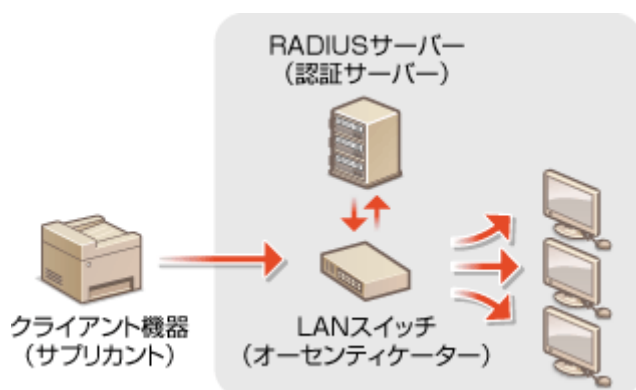 RADIUSサーバー
（認証サーバー）
クライアント機器
（サプリカント）
LANスイッチ
（オーセンティケーター）